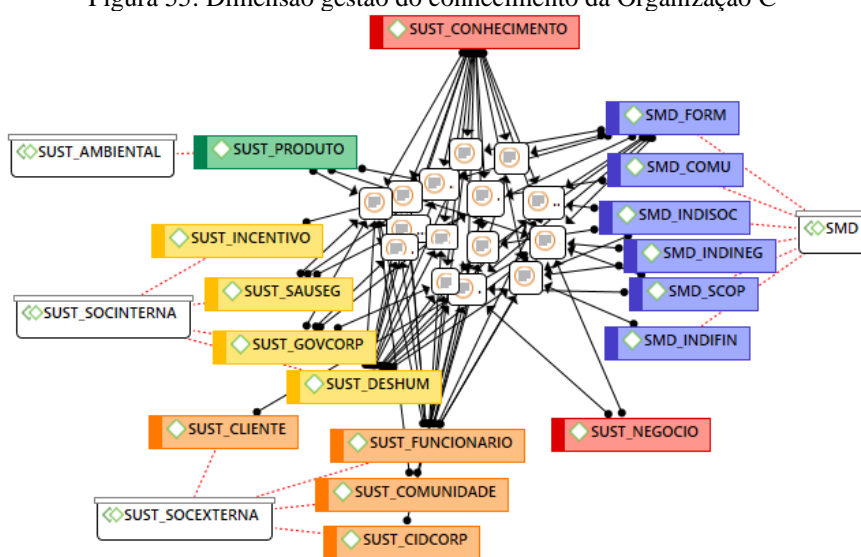 Figura 55: Dimensão gestão do conhecimento da Organização C
SUST_CONHECIMENTO
SMD_FORM
SUST_AMBIENTAL
SUST_PRODUTO
SMD_COMU
SMD_INDISOC
SMD
SUST_INCENTIVO
SMD_INDINEG
SUST_SAUSEG
SMD_SCOP
SUST_SOCINTERNA
SUST_GOVCORP
SMD_INDIFIN
SUST_DESHUM
SUST_CLIENTE
SUST_FUNCIONARIO
SUST_NEGOCIO
SUST_COMUNIDADE
SUST_SOCEXTERNA
SUST_CIDCORP